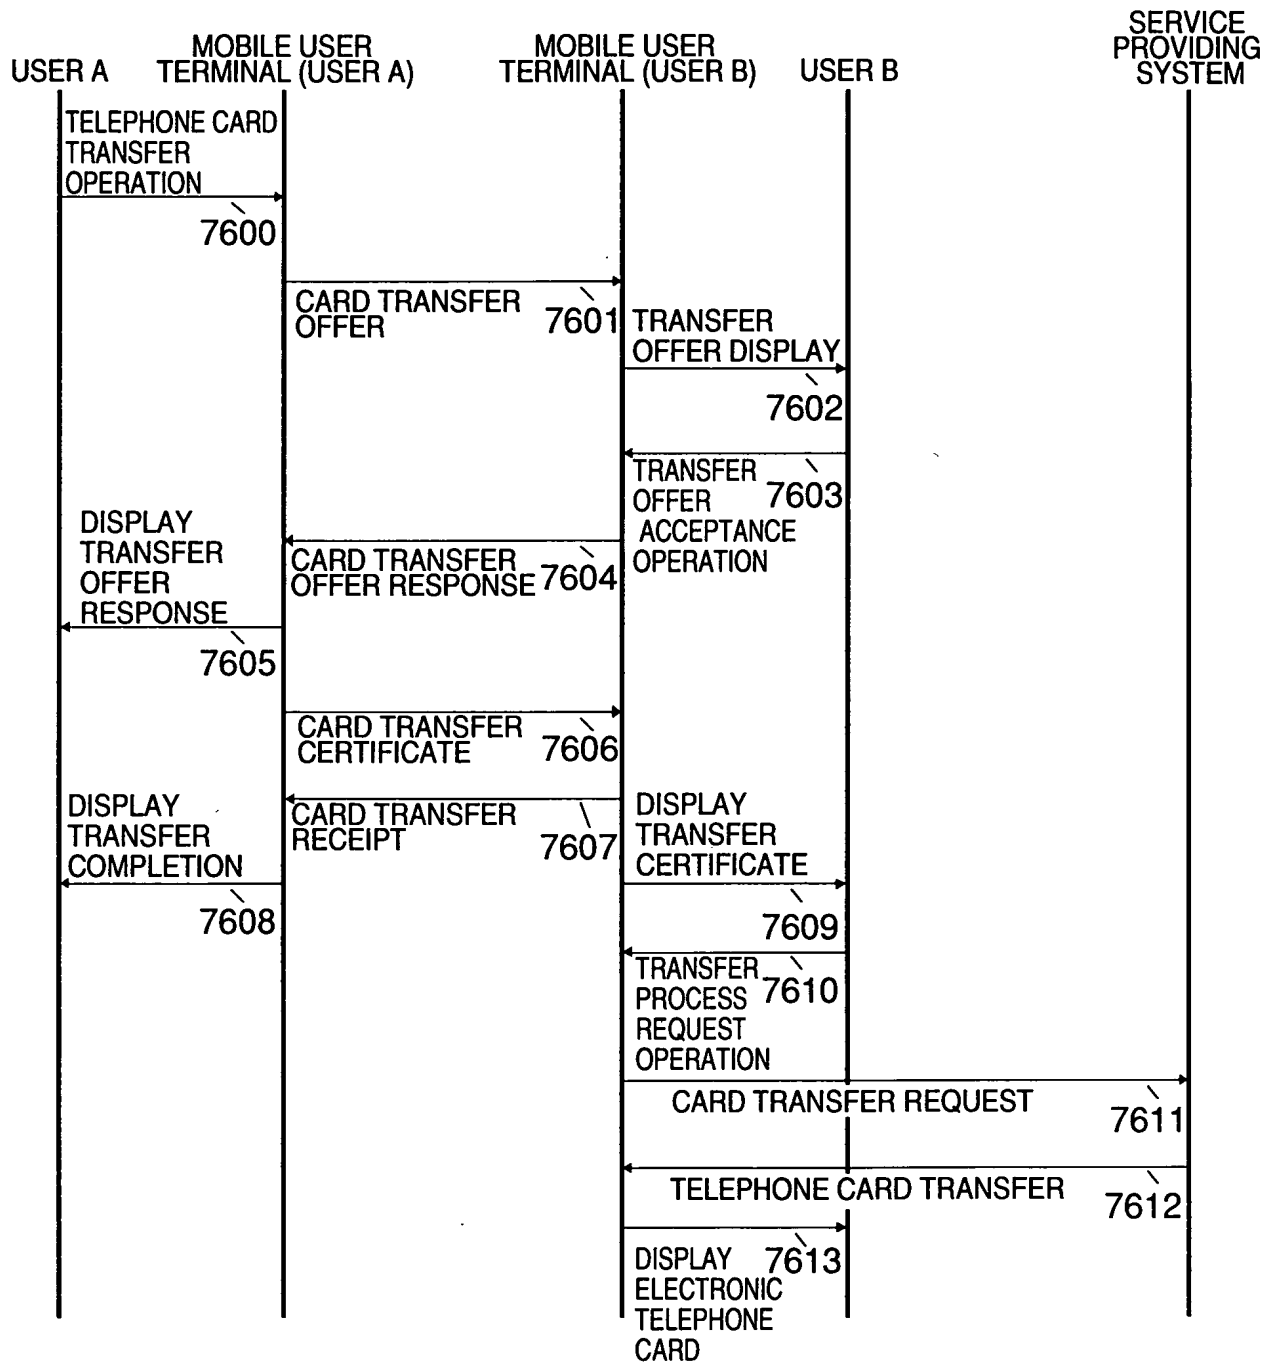 USER A
MOBILE USER
TERMINAL (USER A)
MOBILE USER
TERMINAL (USER B)
USER B
SERVICE
PROVIDING
SYSTEM
TELEPHONE CARD
TRANSFER
OPERATION
7600
CARD TRANSFER
OFFER
7601
TRANSFER
OFFER DISPLAY
7602
TRANSFER
OFFER
ACCEPTANCE
OPERATION
7603
CARD TRANSFER
OFFER RESPONSE
7604
DISPLAY
TRANSFER
OFFER
RESPONSE
7605
CARD TRANSFER
CERTIFICATE
7606
CARD TRANSFER
RECEIPT
7607
DISPLAY
TRANSFER
COMPLETION
7608
DISPLAY
TRANSFER
CERTIFICATE
7609
TRANSFER
PROCESS
REQUEST
OPERATION
7610
CARD TRANSFER REQUEST
7611
TELEPHONE CARD TRANSFER
7612
DISPLAY
ELECTRONIC
TELEPHONE
CARD
7613